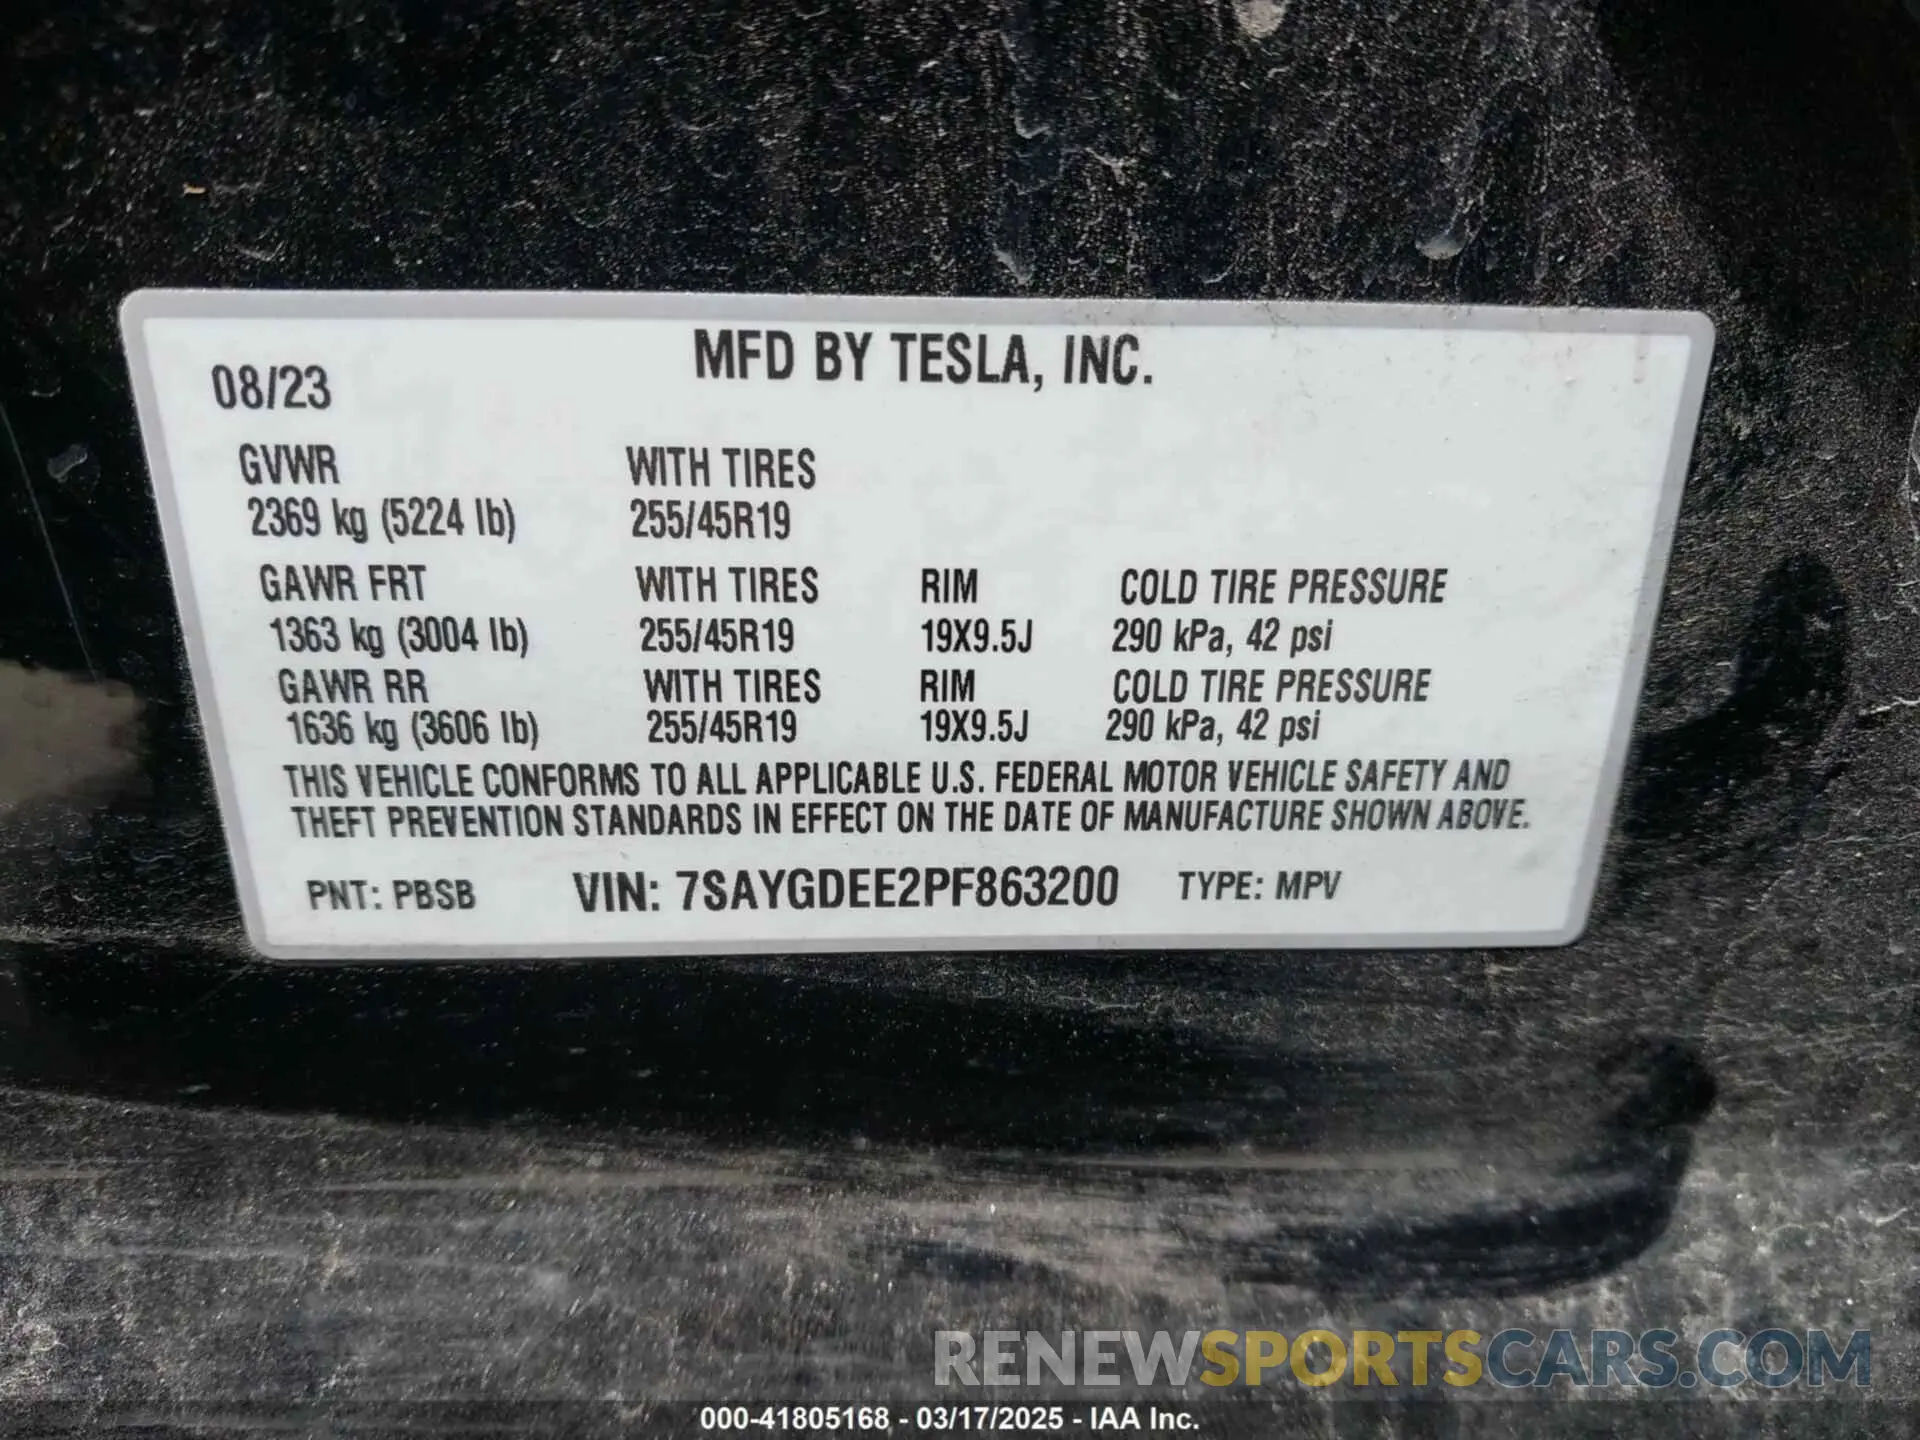 MFD BY TESLA, INC.
08/23
GVWR WITH TIRES
2369 kg (5224 lb) 255/45R19
GAWR FRT WITH TIRES RIM COLD TIRE PRESSURE
1363 kg (3004 lb) 255/45R19 19X9.5J 290 kPa, 42 psi
GAWR RR WITH TIRES RIM COLD TIRE PRESSURE
1636 kg (3606 lb) 255/45R19 19X9.5J 290 kPa, 42 psi
THIS VEHICLE CONFORMS TO ALL APPLICABLE U.S. FEDERAL MOTOR VEHICLE SAFETY AND
THEFT PREVENTION STANDARDS IN EFFECT ON THE DATE OF MANUFACTURE SHOWN ABOVE.
PNT: PBSB VIN: 7SAYGDEE2PF863200 TYPE: MPV
RENEWSPORTSCARS.COM
000-41805168 - 03/17/2025 - IAA Inc.